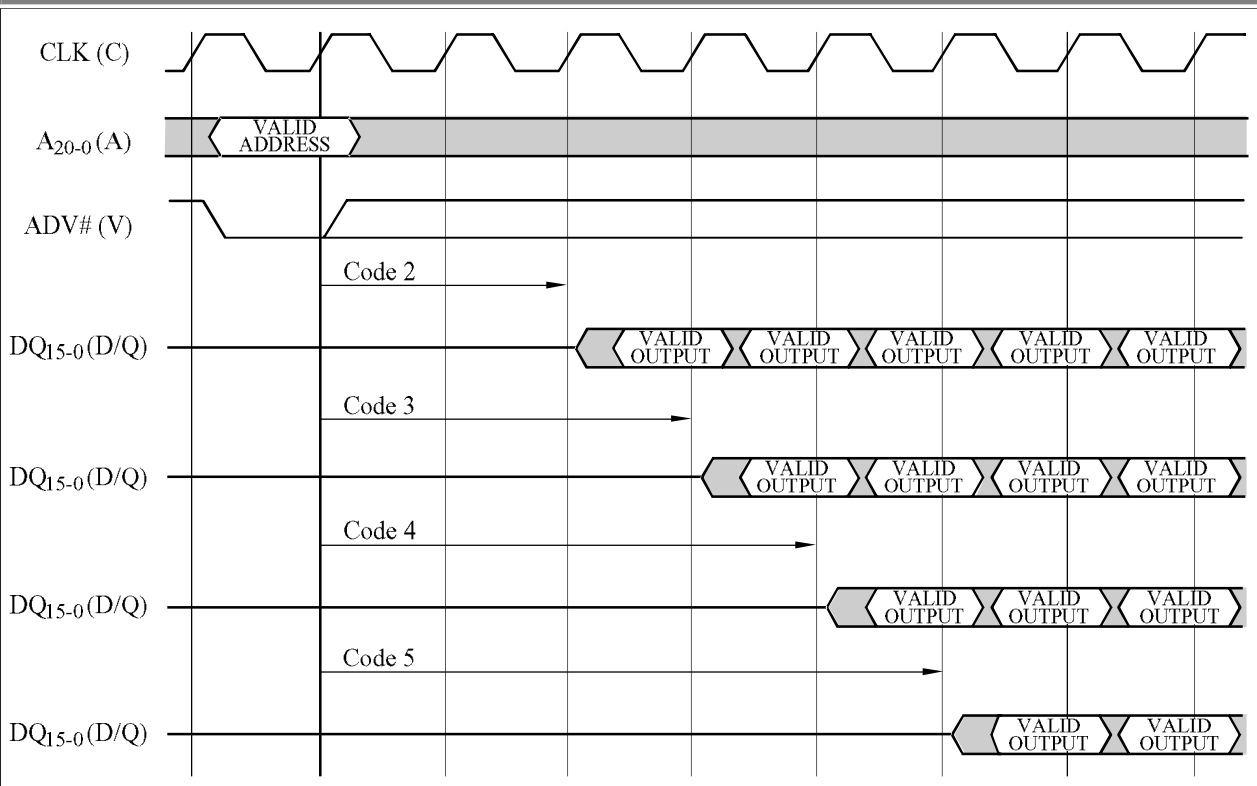 CLK (C)
VALID
ADDRESS
A20-0 (A)
ADV# (V)
Code 2
DQ15-0 (D/Q)
VALID OUTPUT VALID OUTPUT VALID OUTPUT VALID OUTPUT VALID OUTPUT
Code 3
DQ15-0 (D/Q)
VALID OUTPUT VALID OUTPUT VALID OUTPUT VALID OUTPUT
Code 4
DQ15-0 (D/Q)
VALID OUTPUT VALID OUTPUT VALID OUTPUT
Code 5
DQ15-0 (D/Q)
VALID OUTPUT VALID OUTPUT